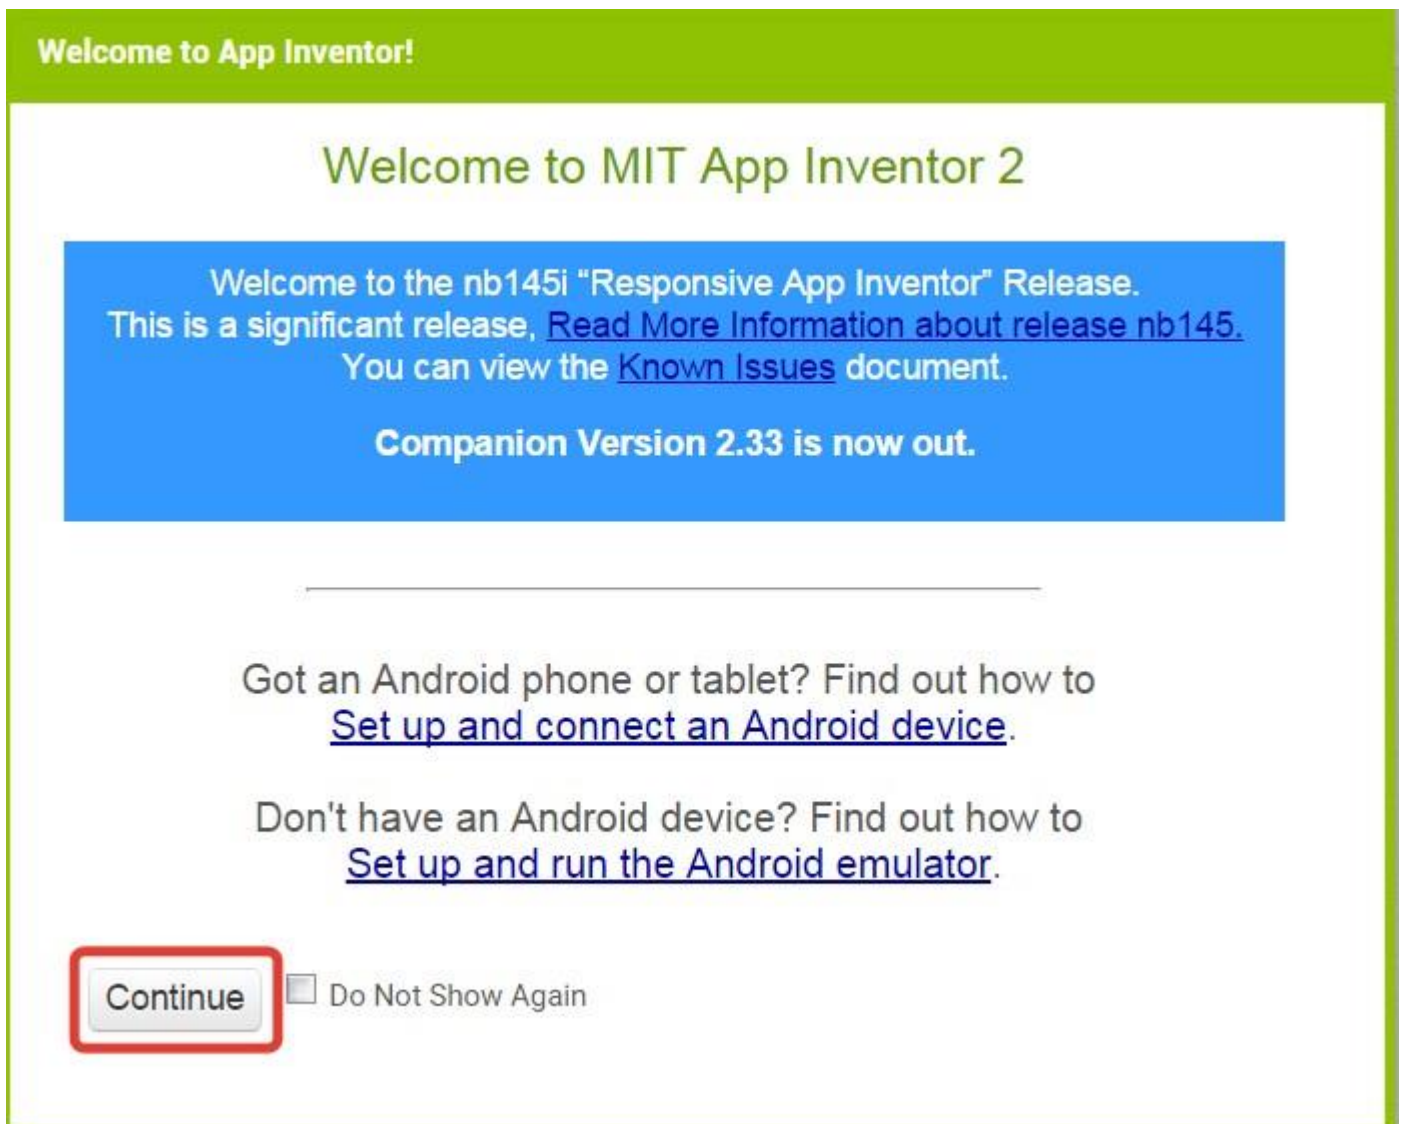 Welcome to App Inventor!
Welcome to MIT App Inventor 2
Welcome to the nb145i “Responsive App Inventor” Release.
This is a significant release, Read More Information about release nb145.
You can view the Known Issues document.
Companion Version 2.33 is now out.
Got an Android phone or tablet? Find out how to
Set up and connect an Android device.
Don't have an Android device? Find out how to
Set up and run the Android emulator.
Continue Do Not Show Again